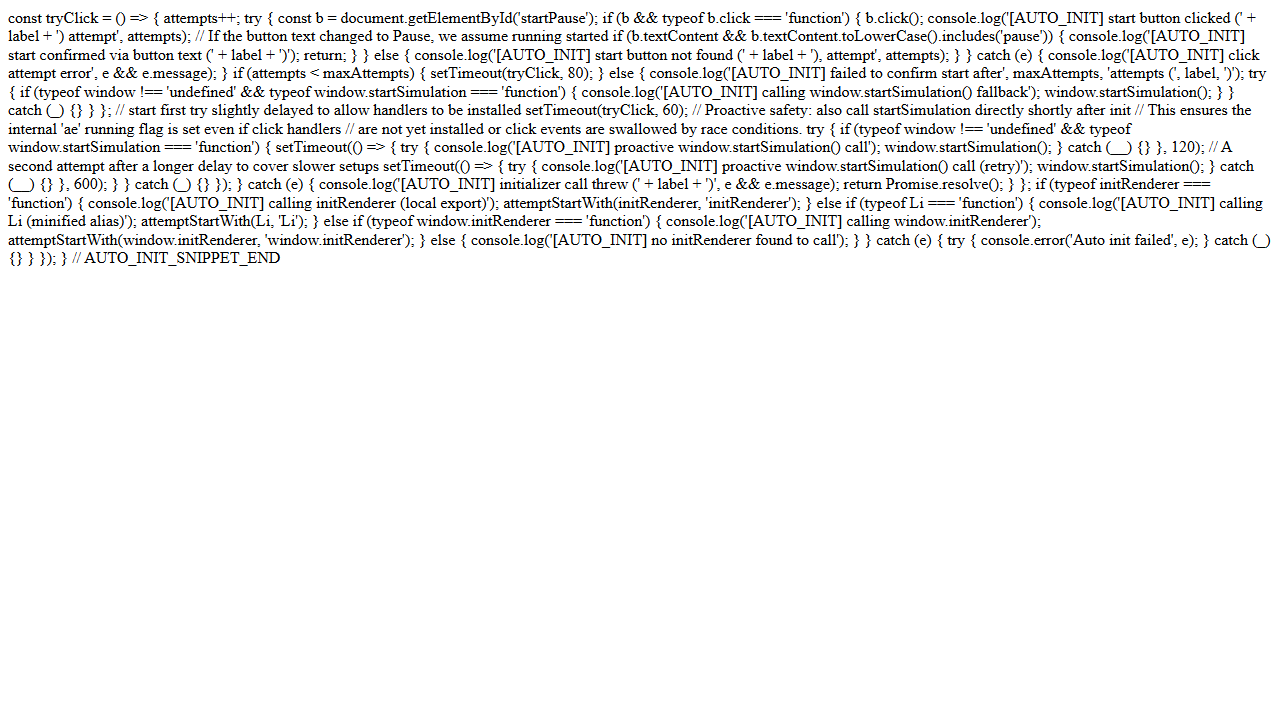 const tryClick = () => { attempts++; try { const b = document.getElementById('startPause'); if (b && typeof b.click === 'function') { b.click(); console.log('[AUTO_INIT] start button clicked (' +
label + ') attempt', attempts); // If the button text changed to Pause, we assume running started if (b.textContent && b.textContent.toLowerCase().includes('pause')) { console.log('[AUTO_INIT]
start confirmed via button text (' + label + ')'); return; } } else { console.log('[AUTO_INIT] start button not found (' + label + '), attempt', attempts); } } catch (e) { console.log('[AUTO_INIT] click
attempt error', e && e.message); } if (attempts < maxAttempts) { setTimeout(tryClick, 80); } else { console.log('[AUTO_INIT] failed to confirm start after', maxAttempts, 'attempts (', label, ')'); try
{ if (typeof window !== 'undefined' && typeof window.startSimulation === 'function') { console.log('[AUTO_INIT] calling window.startSimulation() fallback'); window.startSimulation(); } }
catch (_) {} } }; // start first try slightly delayed to allow handlers to be installed setTimeout(tryClick, 60); // Proactive safety: also call startSimulation directly shortly after init // This ensures the
internal 'ae' running flag is set even if click handlers // are not yet installed or click events are swallowed by race conditions. try { if (typeof window !== 'undefined' && typeof
window.startSimulation === 'function') { setTimeout(() => { try { console.log('[AUTO_INIT] proactive window.startSimulation() call'); window.startSimulation(); } catch (__) {} }, 120); // A
second attempt after a longer delay to cover slower setups setTimeout(() => { try { console.log('[AUTO_INIT] proactive window.startSimulation() call (retry)'); window.startSimulation(); } catch
(__) {} }, 600); } } catch (_) {} }); } catch (e) { console.log('[AUTO_INIT] initializer call threw (' + label + ')', e && e.message); return Promise.resolve(); } }; if (typeof initRenderer ===
'function') { console.log('[AUTO_INIT] calling initRenderer (local export)'); attemptStartWith(initRenderer, 'initRenderer'); } else if (typeof Li === 'function') { console.log('[AUTO_INIT] calling
Li (minified alias)'); attemptStartWith(Li, 'Li'); } else if (typeof window.initRenderer === 'function') { console.log('[AUTO_INIT] calling window.initRenderer');
attemptStartWith(window.initRenderer, 'window.initRenderer'); } else { console.log('[AUTO_INIT] no initRenderer found to call'); } } catch (e) { try { console.error('Auto init failed', e); } catch (_)
{} } }); } // AUTO_INIT_SNIPPET_END